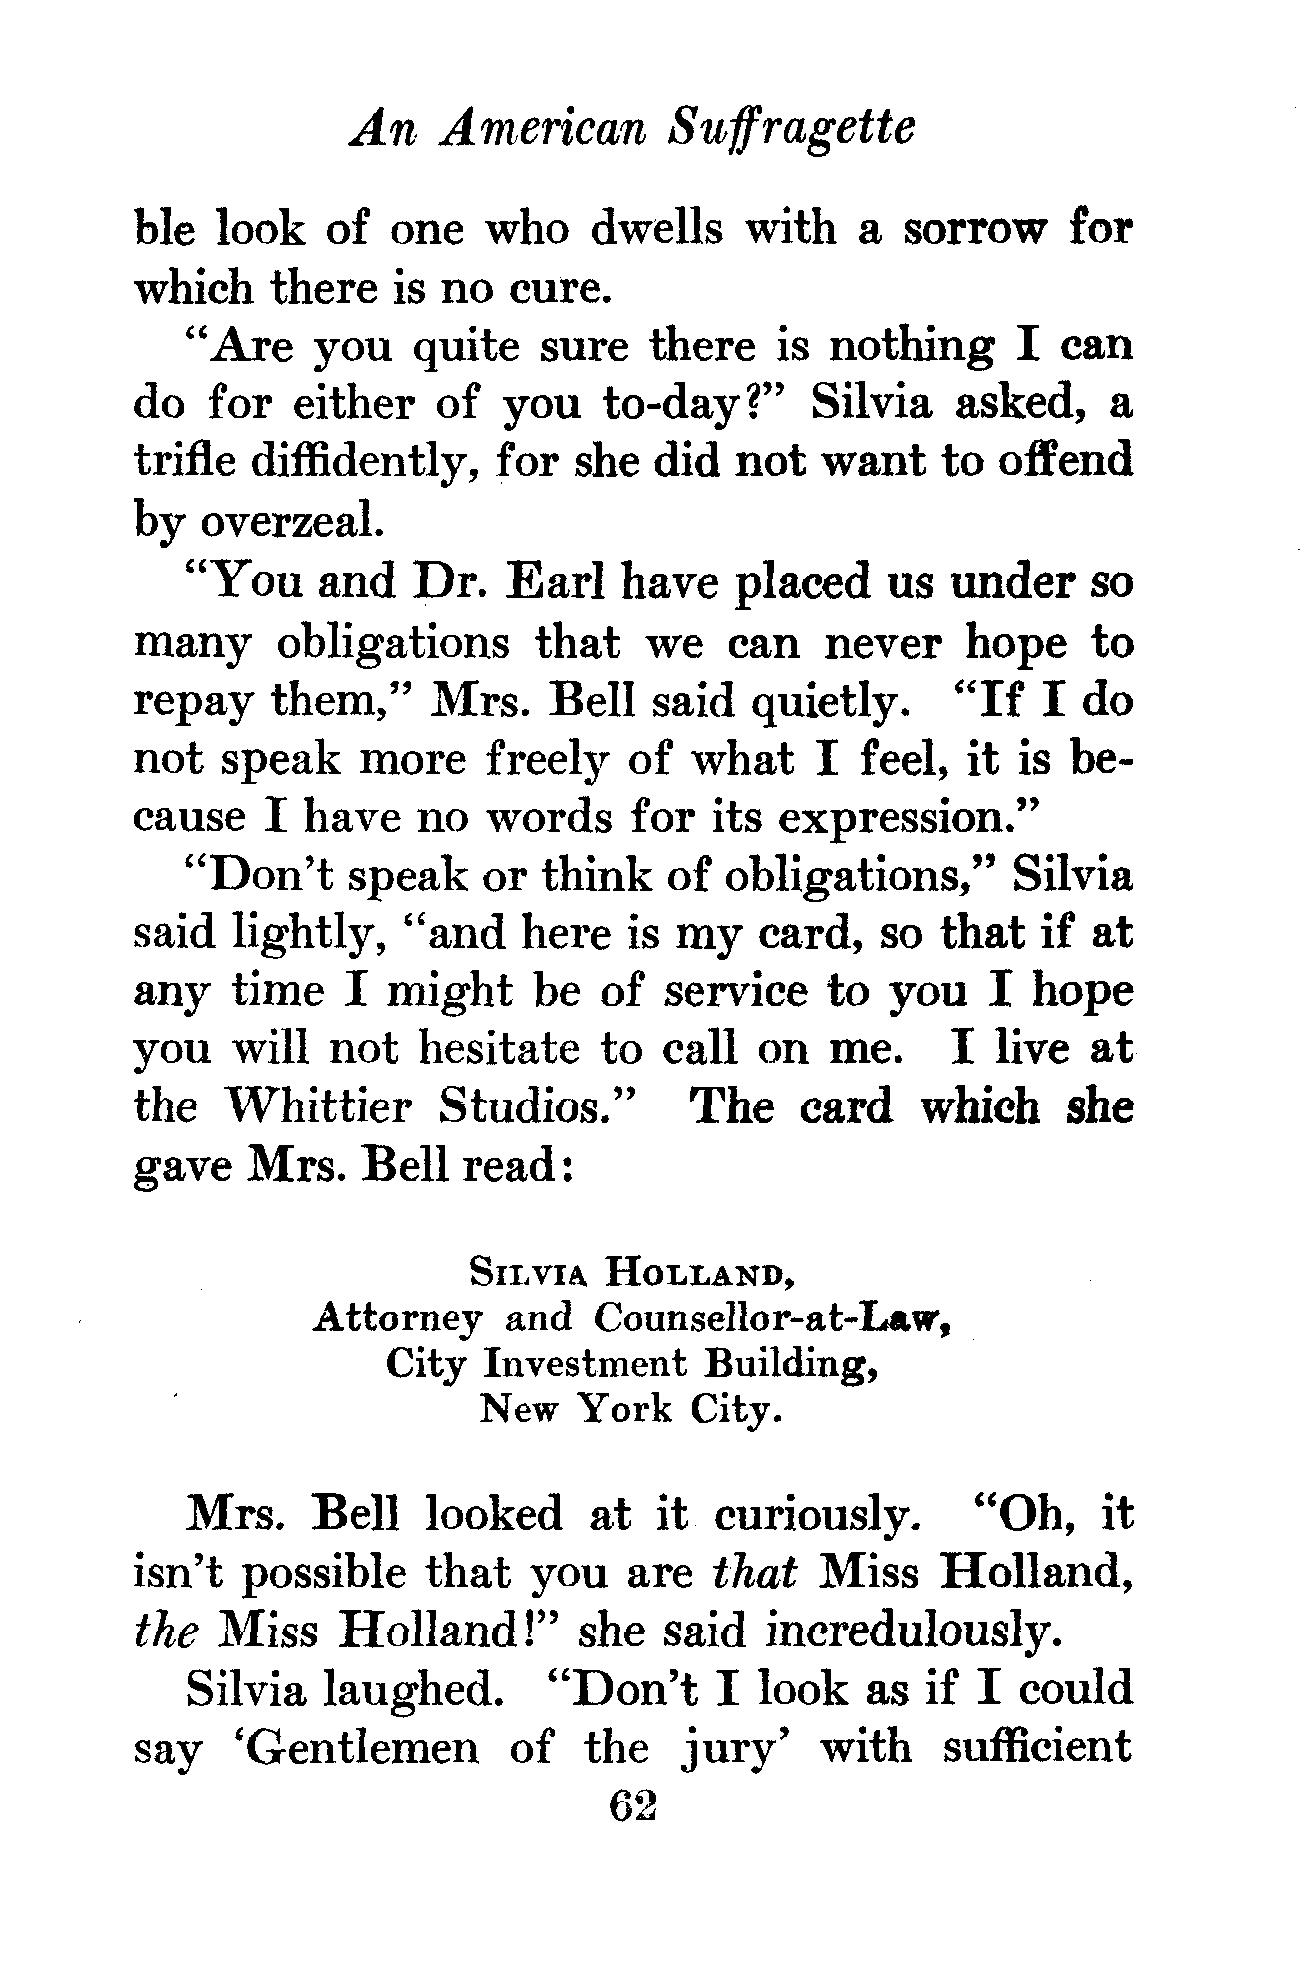 An American Suffragette
ble look of one who dwells with a sorrow for
which there is no cure.
“Are you quite sure there is nothing I can
do for either of you to-day?” Silvia asked, a
trifle diffidently, for she did not want to offend
by overzeal.
“You and Dr. Earl have placed us under so
many obligations that we can never hope to
repay them,” Mrs. Bell said quietly. “If I do
not speak more freely of what I feel, it is be-
cause I have no words for its expression.”
“Don’t speak or think of obligations,” Silvia
said lightly, “and here is my card, so that if at
any time I might be of service to you I hope
you will not hesitate to call on me. I live at
the Whittier Studios.” The card which she
gave Mrs. Bell read:
Silvia Holland,
Attorney and Counsellor-at-Law,
City Investment Building,
New York City.
Mrs. Bell looked at it curiously. “Oh, it
isn’t possible that you are that Miss Holland,
the Miss Holland!” she said incredulously.
Silvia laughed. “Don’t I look as if I could
say ‘Gentlemen of the jury’ with sufficient
62